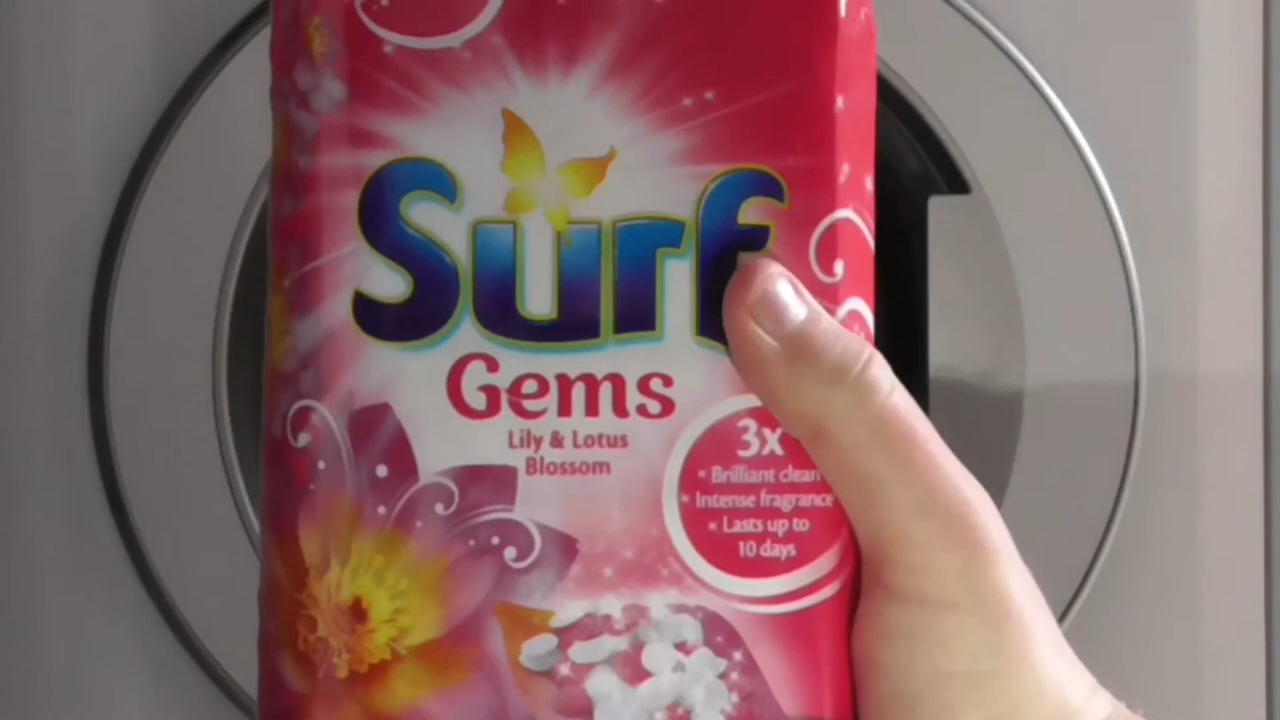 Surf
Gems
Lily & Lotus
Blossom
3x
* Brilliant clean
* Intense fragrance
* Lasts up to
10 days